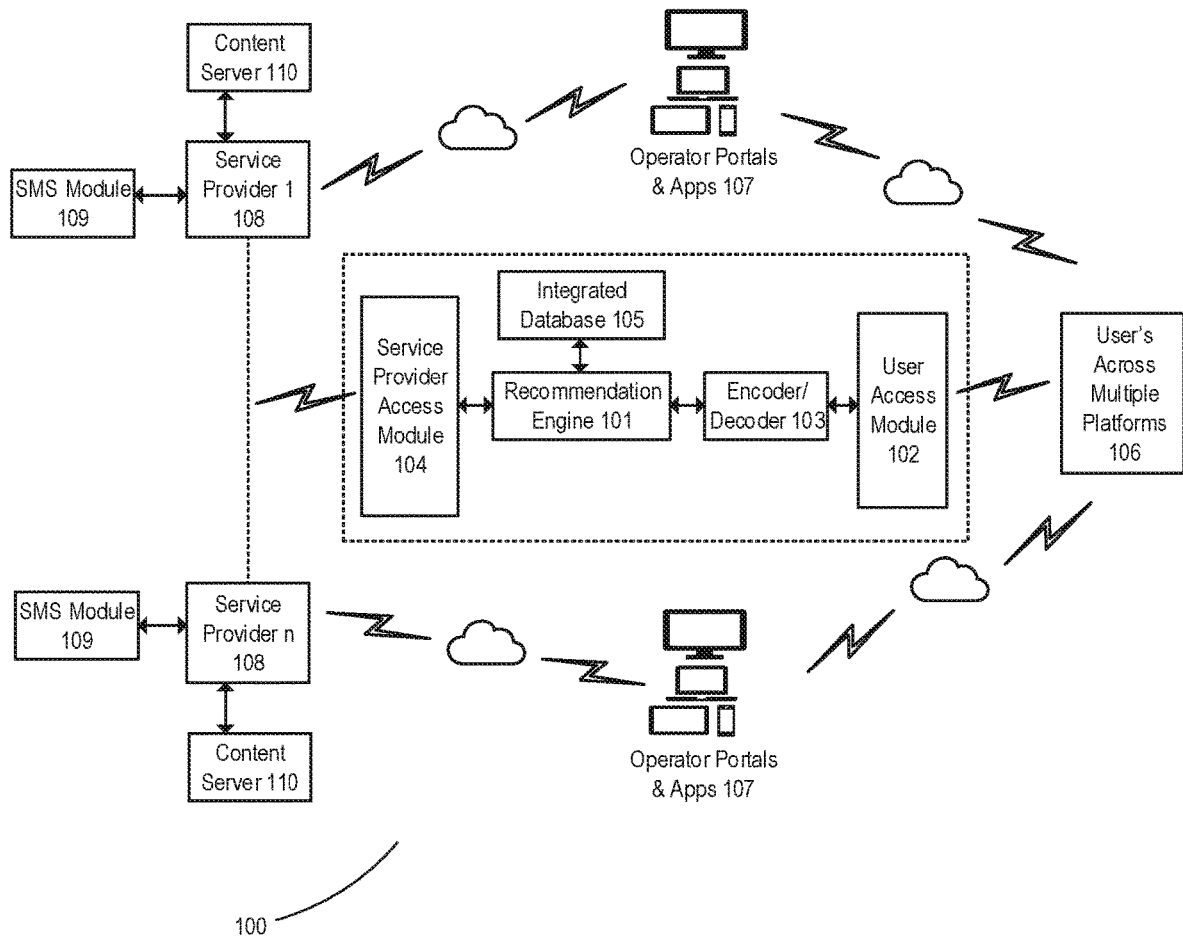 Content
Server 110
Service
Provider 1
108
SMS Module
109
Operator Portals
& Apps 107
Integrated
Database 105
Service
Provider
Access
Module
104
Recommendation
Engine 101
Encoder/
Decoder 103
User
Access
Module
102
User's
Across
Multiple
Platforms
106
SMS Module
109
Service
Provider n
108
Content
Server 110
Operator Portals
& Apps 107
100